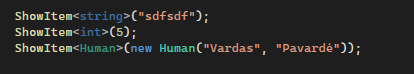 ShowItem<string>("sdfsdf");
ShowItem<int>(5);
ShowItem<Human>(new Human("Vardas", "Pavardė"));